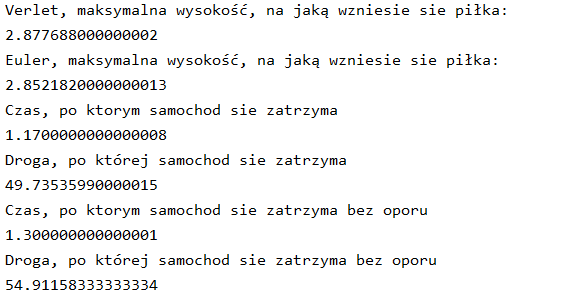 Verlet, maksymalna wysokość, na jaką wzniesie sie piłka:
2.877688000000002
Euler, maksymalna wysokość, na jaką wzniesie sie piłka:
2.8521820000000013
Czas, po ktorym samochod sie zatrzyma
1.1700000000000008
Droga, po której samochod sie zatrzyma
49.73535990000015
Czas, po ktorym samochod sie zatrzyma bez oporu
1.300000000000001
Droga, po której samochod sie zatrzyma bez oporu
54.91158333333334